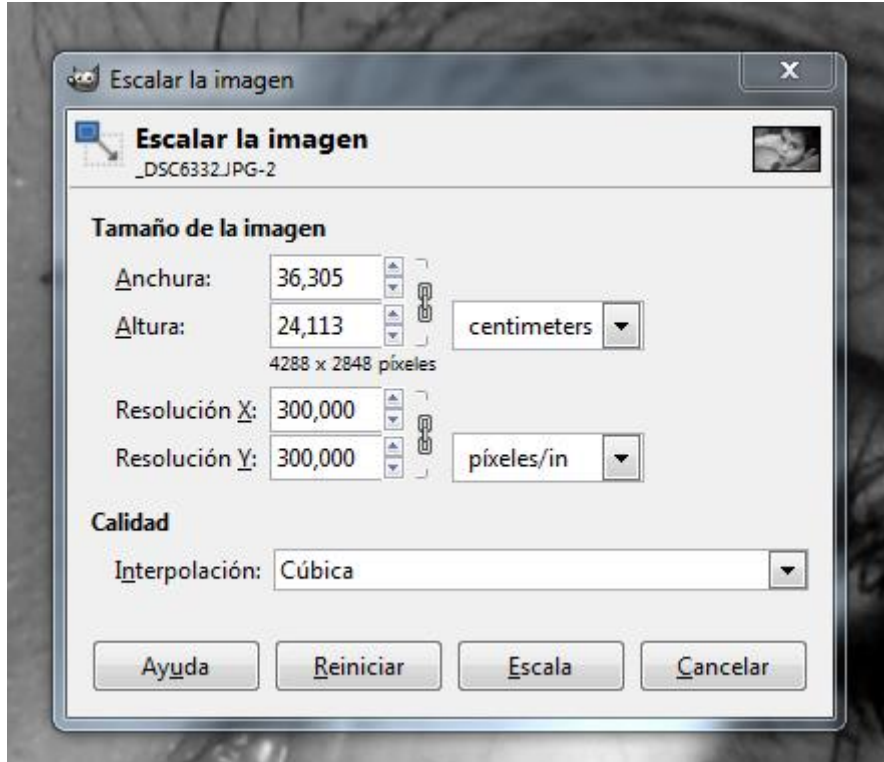 Escalar la imagen
X
Escalar la imagen
_DSC6332.JPG-2
Tamaño de la imagen
Anchura: 36,305
Altura: 24,113 centimeters
4288 x 2848 píxeles
Resolución X: 300,000
Resolución Y: 300,000 píxeles/in
Calidad
Interpolación: Cúbica
Ayuda Reiniciar Escala Cancelar